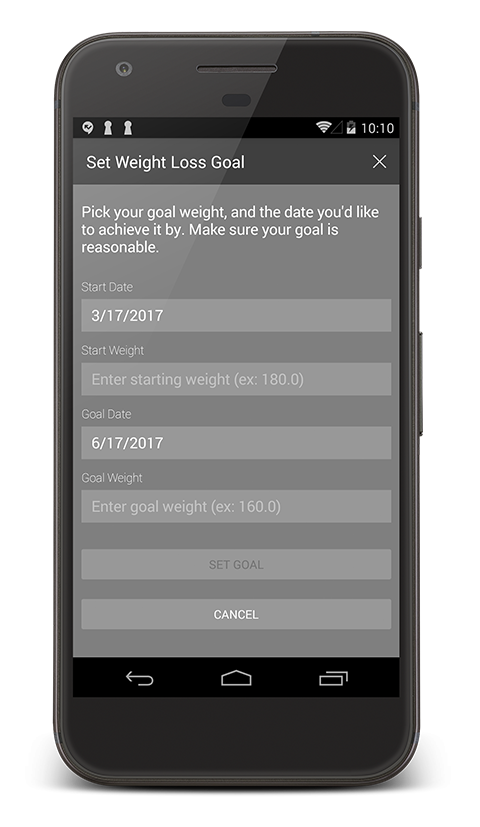 10:10
Set Weight Loss Goal
Pick your goal weight, and the date you'd like
to achieve it by. Make sure your goal is
reasonable.
Start Date
3/17/2017
Start Weight
Enter starting weight (ex: 180.0)
Goal Date
6/17/2017
Goal Weight
Enter goal weight (ex: 160.0)
SET GOAL
CANCEL